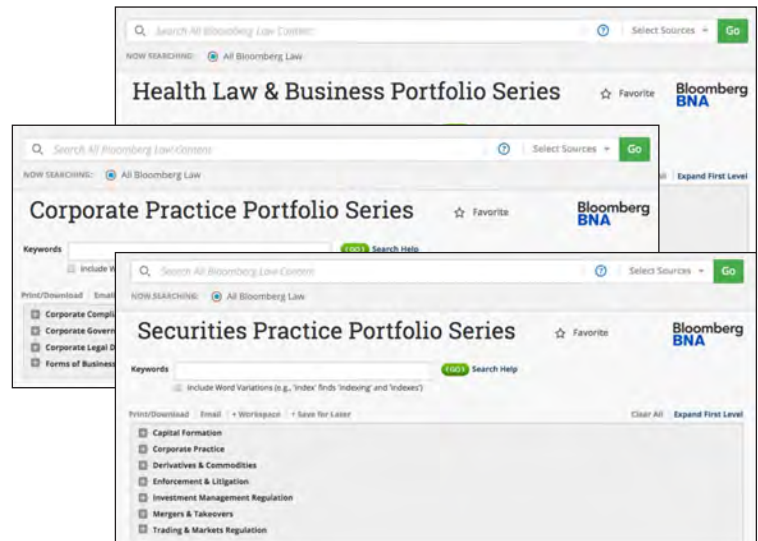 Search All Bloomberg Law Content
Select Sources
Go
NOW SEARCHING: All Bloomberg Law
Health Law & Business Portfolio Series
Favorite
Bloomberg
BNA
Expand First Level
Search All Bloomberg Law Content
Select Sources
Go
NOW SEARCHING: All Bloomberg Law
Corporate Practice Portfolio Series
Favorite
Bloomberg
BNA
Keywords
GO
Search Help
Include W
Print/Download Email
Corporate Compli
Corporate Govern
Corporate Legal D
Forms of Business
Search All Bloomberg Law Content
Select Sources
Go
NOW SEARCHING: All Bloomberg Law
Securities Practice Portfolio Series
Favorite
Bloomberg
BNA
Keywords
GO
Search Help
Include Word Variations (e.g., 'index' finds 'indexing' and 'indexes')
Print/Download Email + Workspace + Save for Later
Clear All Expand First Level
Capital Formation
Corporate Practice
Derivatives & Commodities
Enforcement & Litigation
Investment Management Regulation
Mergers & Takeovers
Trading & Markets Regulation